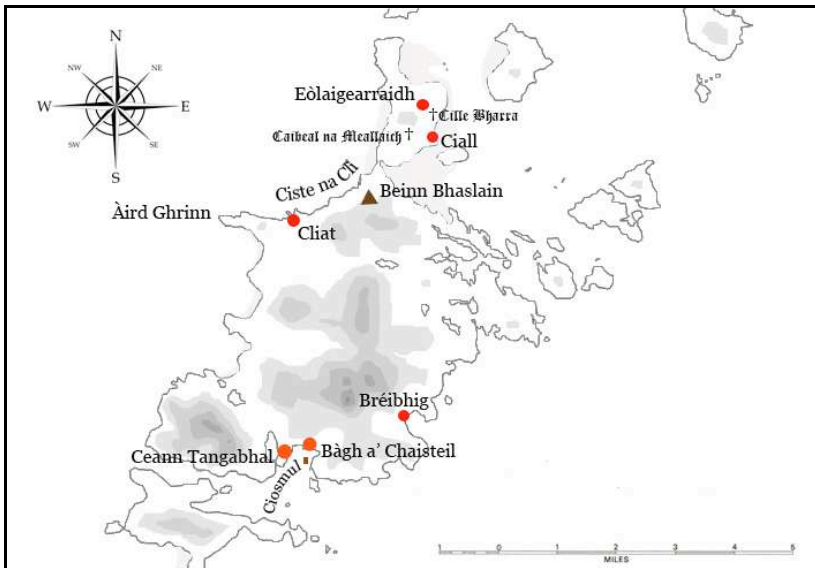 N
NW
NE
W
E
SW
SE
S
Eòlaigearraidh
†Cille Bharra
Caibeal na Meallaich †
Ciall
Ciste na Clì
Beinn Bhaslain
Àird Ghrinn
Cliat
Bréibhig
Ceann Tangabhal
Bàgh a’ Chaisteil
Ciosmul
1 0 1 2 3 4 5
MILES